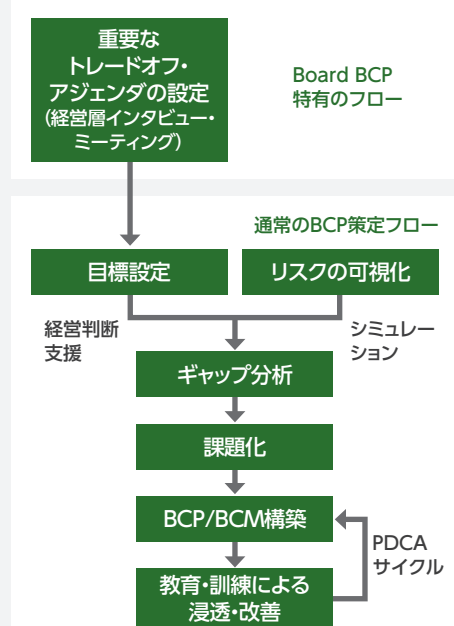 重要な
トレードオフ・
アジェンダの設定
(経営層インタビュー・
ミーティング)
Board BCP
特有のフロー
通常のBCP策定フロー
目標設定
リスクの可視化
経営判断
支援
シミュレー
ション
ギャップ分析
課題化
BCP/BCM構築
PDCA
サイクル
教育・訓練による
浸透・改善